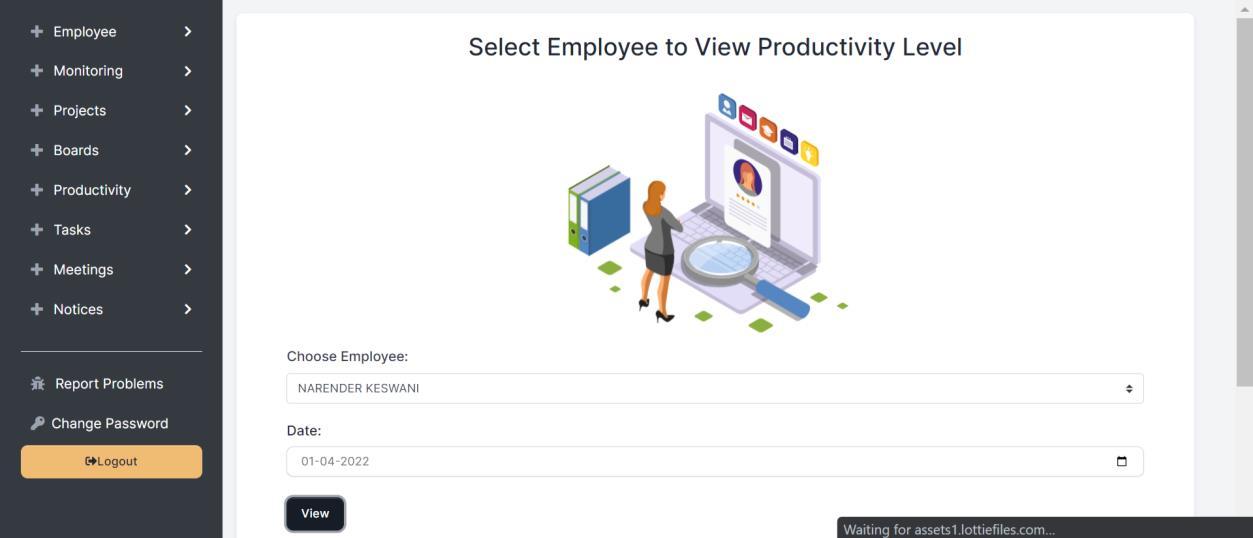 Employee
Monitoring
Projects
Boards
Productivity
Tasks
Meetings
Notices
Report Problems
Change Password
Logout
Select Employee to View Productivity Level
Choose Employee:
NARENDER KESWANI
Date:
01-04-2022
View
Waiting for assets1.lottiefiles.com...